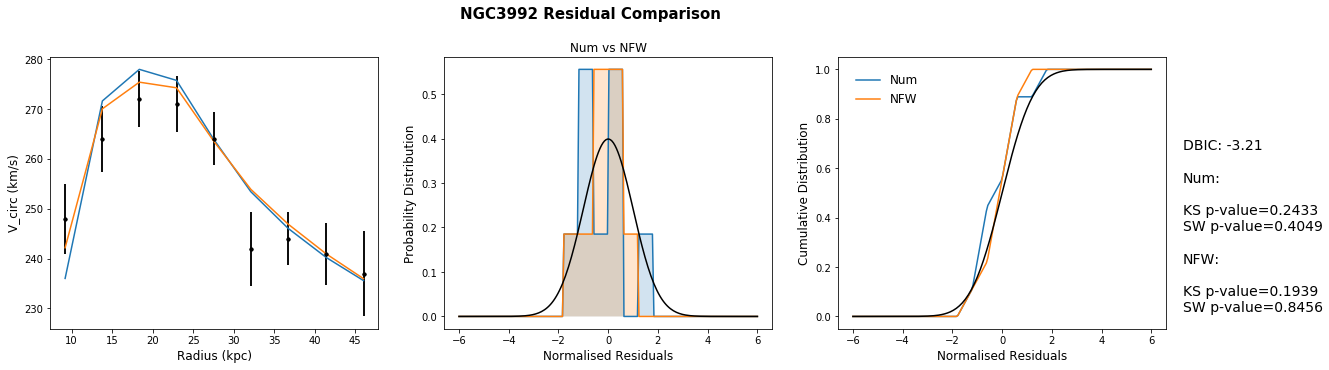 NGC3992 Residual Comparison
280
270
260
250
240
230
V_circ (km/s)
10 15 20 25 30 35 40 45
Radius (kpc)
Num vs NFW
0.5
0.4
0.3
0.2
0.1
0.0
Probability Distribution
−6 −4 −2 0 2 4 6
Normalised Residuals
1.0
0.8
0.6
0.4
0.2
0.0
Cumulative Distribution
Num
NFW
−6 −4 −2 0 2 4 6
Normalised Residuals
DBIC: -3.21
Num:
KS p-value=0.2433
SW p-value=0.4049
NFW:
KS p-value=0.1939
SW p-value=0.8456